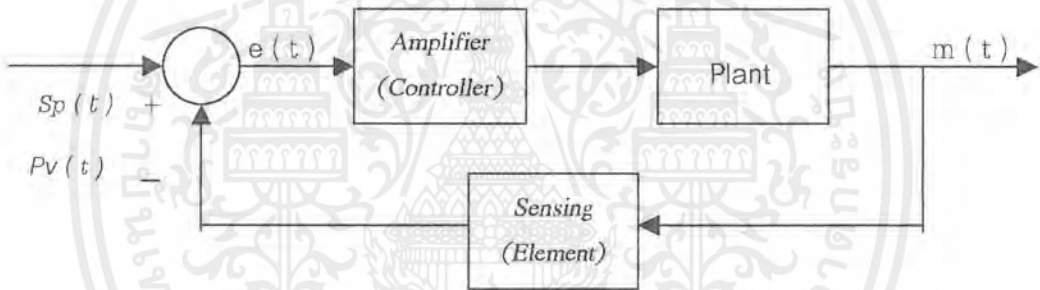 e(t)
Amplifier
(Controller)
Plant
m(t)
Sp(t) +
Pv(t) −
Sensing
(Element)